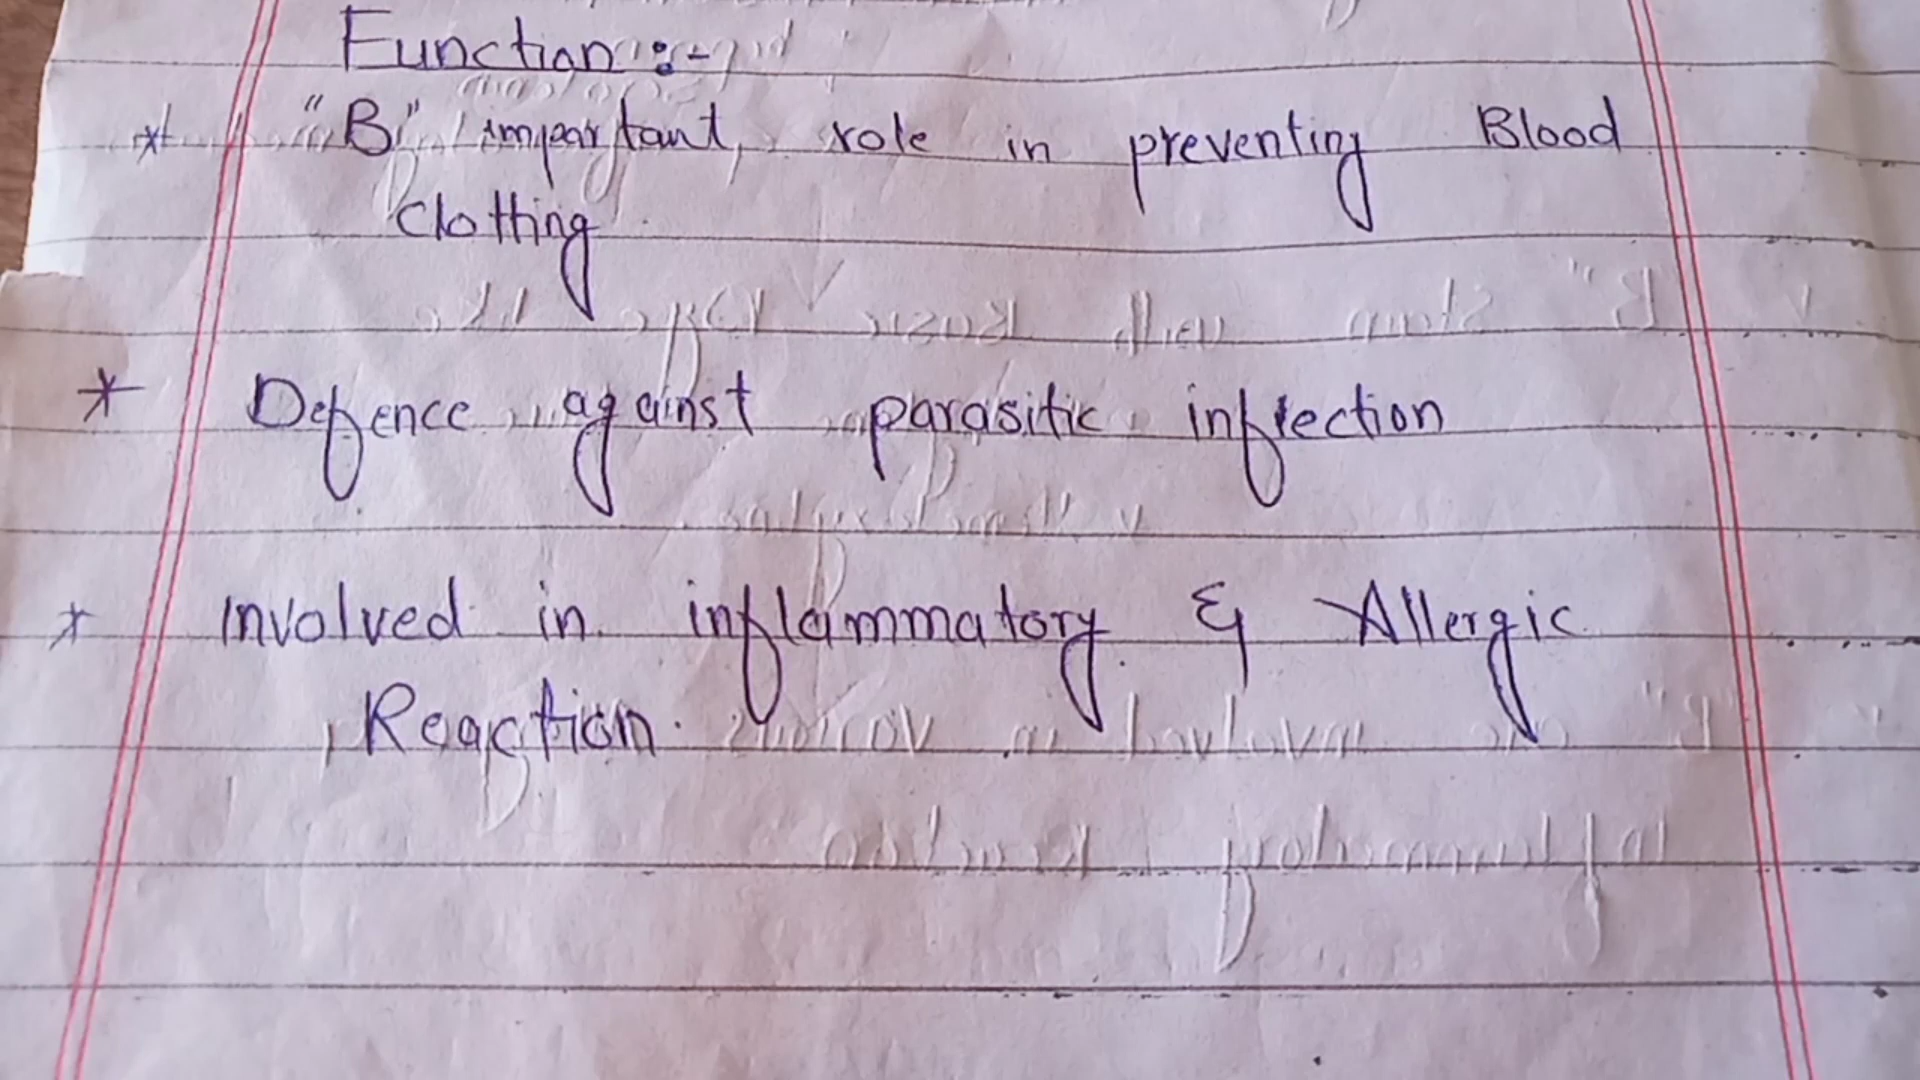 Function :-
* "B" important, role in preventing Blood
Clotting
* Defence against parasitic infection
* Involved in inflammatory & Allergic
Reaction.